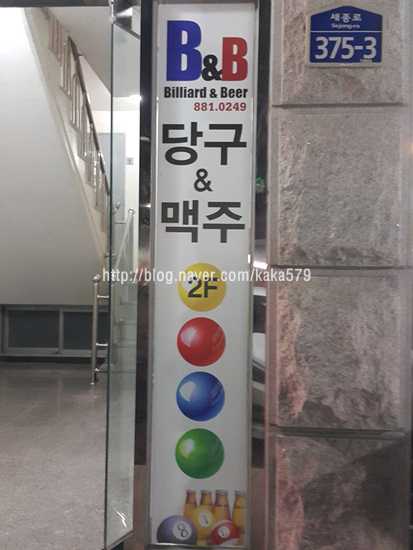 B&B
Billiard & Beer
881.0249
당구
&
맥주
2F
세종로
Sejong-ro
375-3
http://blog.naver.com/kaka579
8